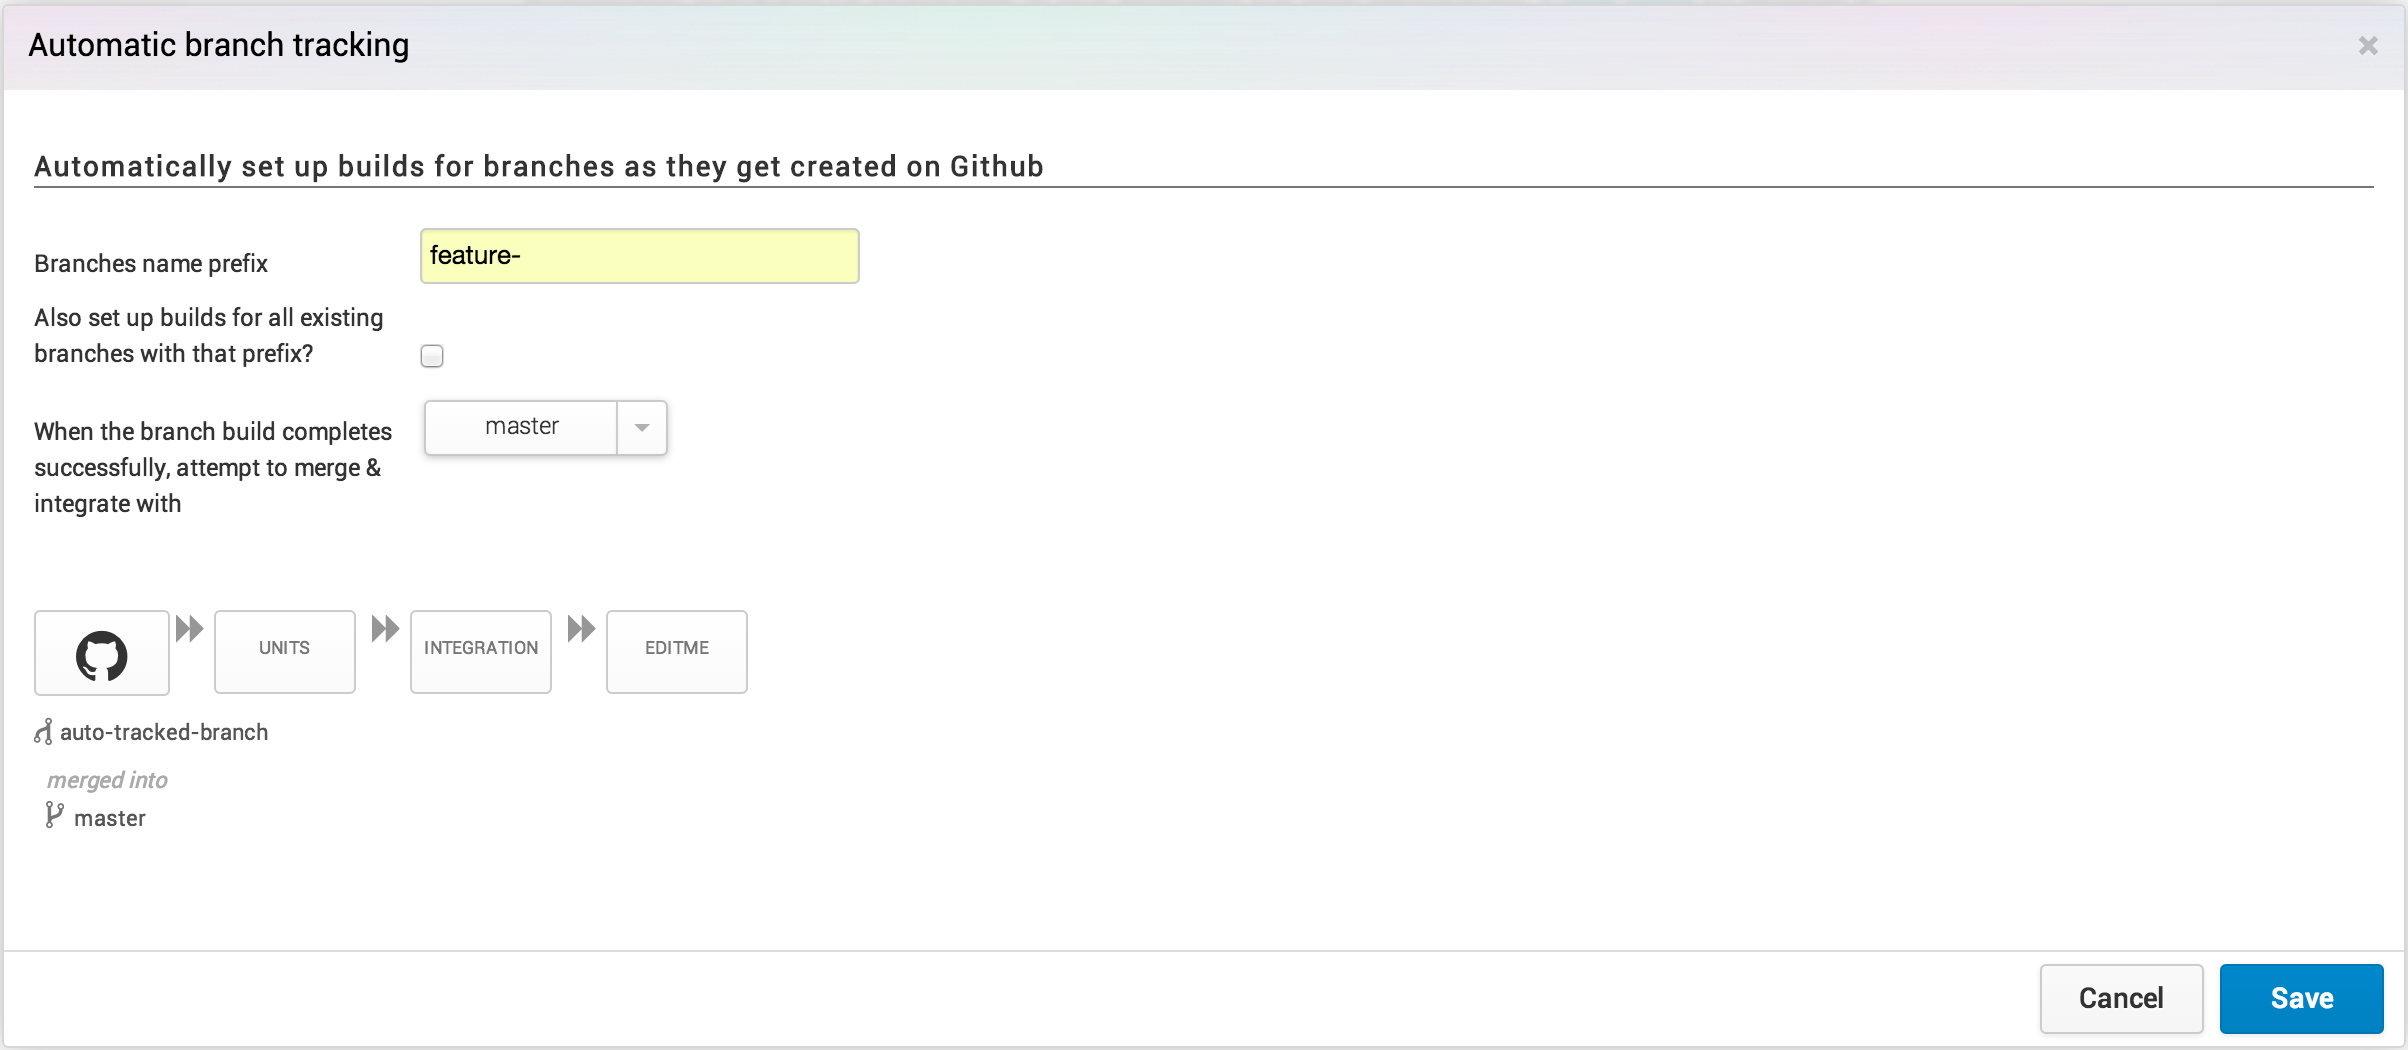 Automatic branch tracking
Automatically set up builds for branches as they get created on Github
Branches name prefix
feature-
Also set up builds for all existing
branches with that prefix?
When the branch build completes
successfully, attempt to merge &
integrate with
master
UNITS
INTEGRATION
EDITME
auto-tracked-branch
merged into
master
Cancel
Save